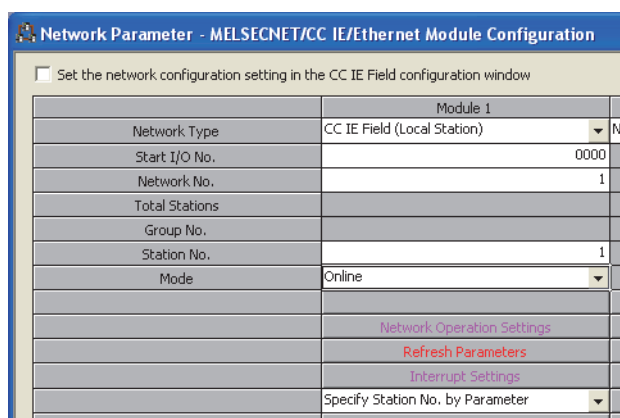 Network Parameter - MELSECNET/CC IE/Ethernet Module Configuration
Set the network configuration setting in the CC IE Field configuration window
Module 1
Network Type CC IE Field (Local Station) N
Start I/O No. 0000
Network No. 1
Total Stations
Group No.
Station No. 1
Mode Online
Network Operation Settings
Refresh Parameters
Interrupt Settings
Specify Station No. by Parameter